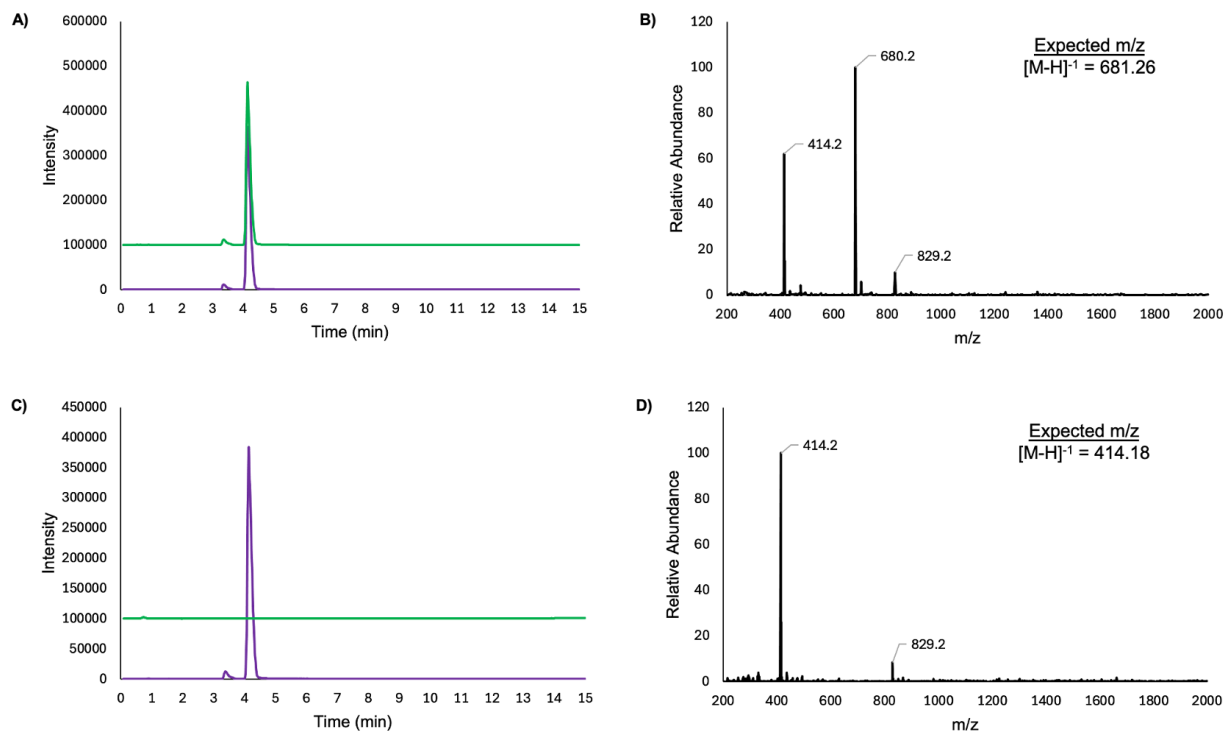 A)
600000
500000
400000
300000
200000
100000
0
Intensity
0 1 2 3 4 5 6 7 8 9 10 11 12 13 14 15
Time (min)
B)
120
100
80
60
40
20
0
Relative Abundance
680.2
414.2
829.2
Expected m/z
[M-H]⁻¹ = 681.26
200 400 600 800 1000 1200 1400 1600 1800 2000
m/z
C)
450000
400000
350000
300000
250000
200000
150000
100000
50000
0
Intensity
0 1 2 3 4 5 6 7 8 9 10 11 12 13 14 15
Time (min)
D)
120
100
80
60
40
20
0
Relative Abundance
414.2
829.2
Expected m/z
[M-H]⁻¹ = 414.18
200 400 600 800 1000 1200 1400 1600 1800 2000
m/z